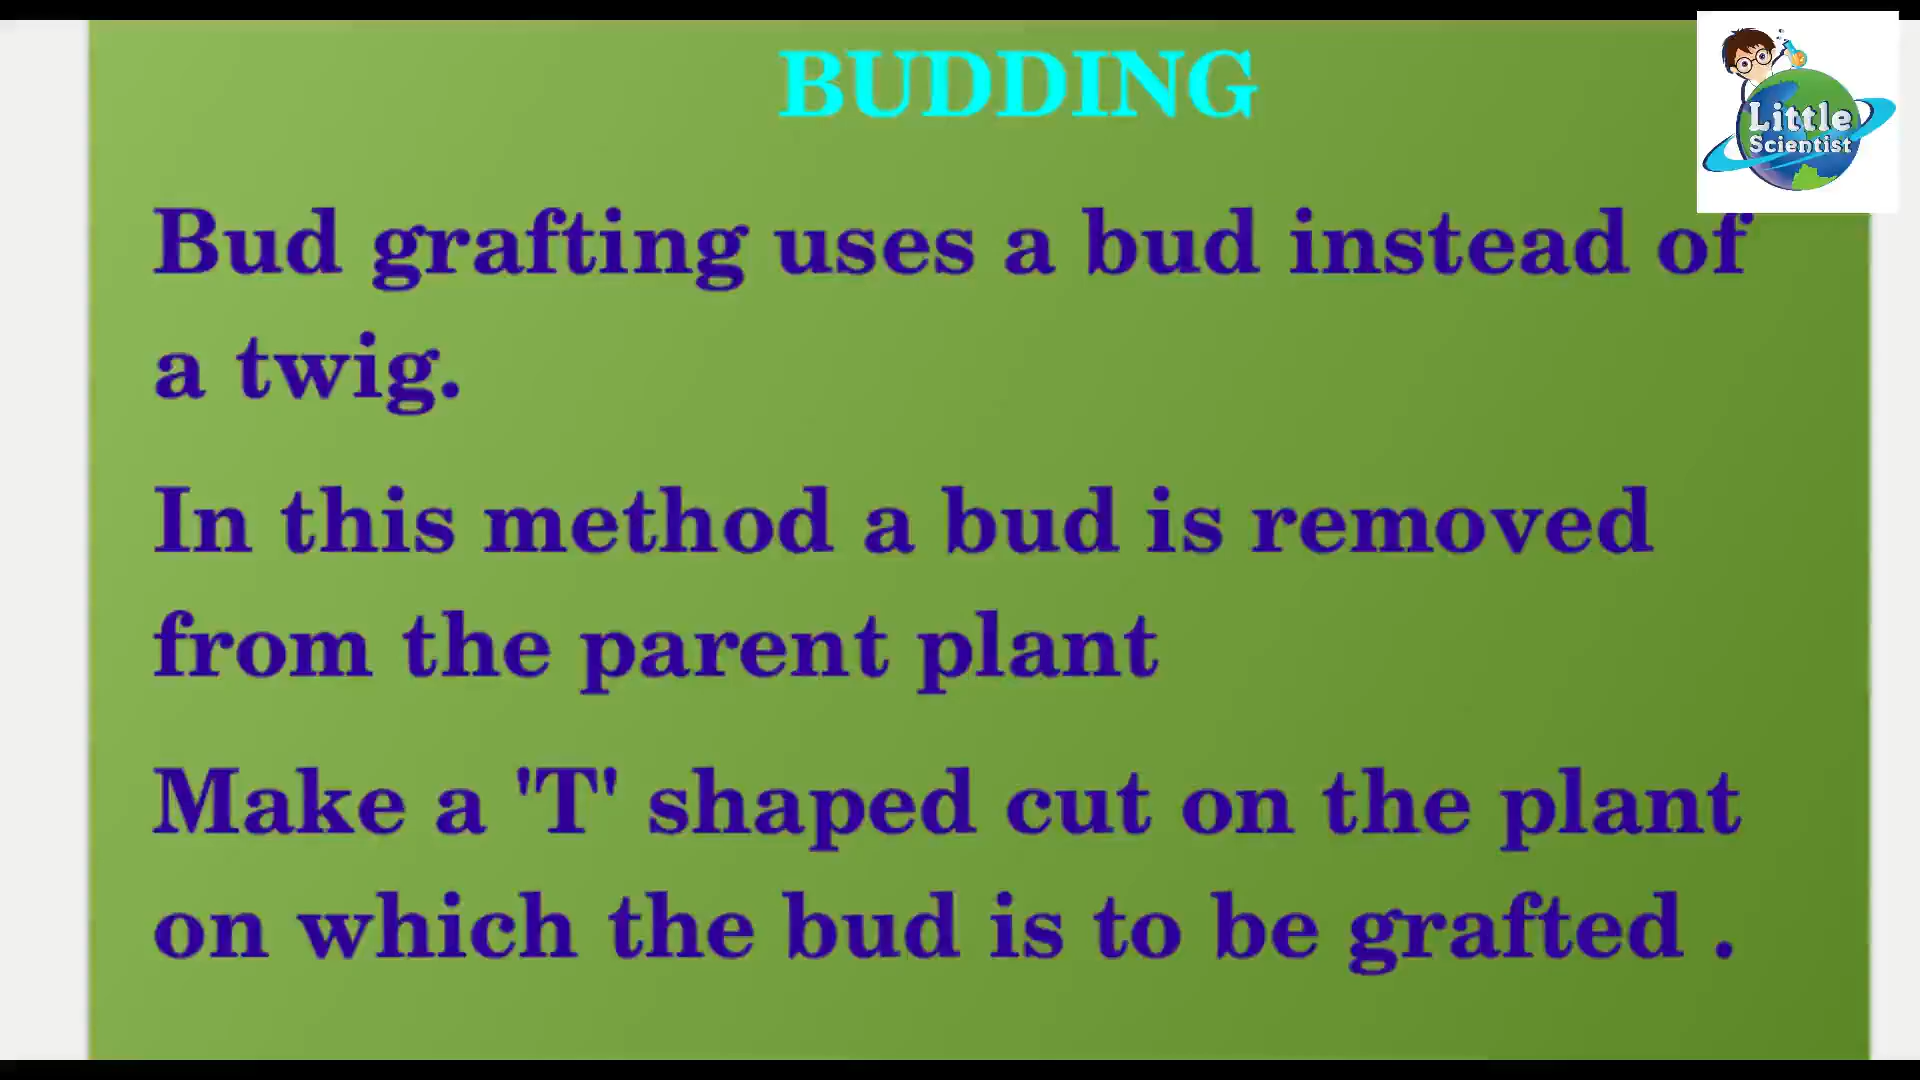 BUDDING
Little
Scientist
Bud grafting uses a bud instead of
a twig.
In this method a bud is removed
from the parent plant
Make a 'T' shaped cut on the plant
on which the bud is to be grafted .